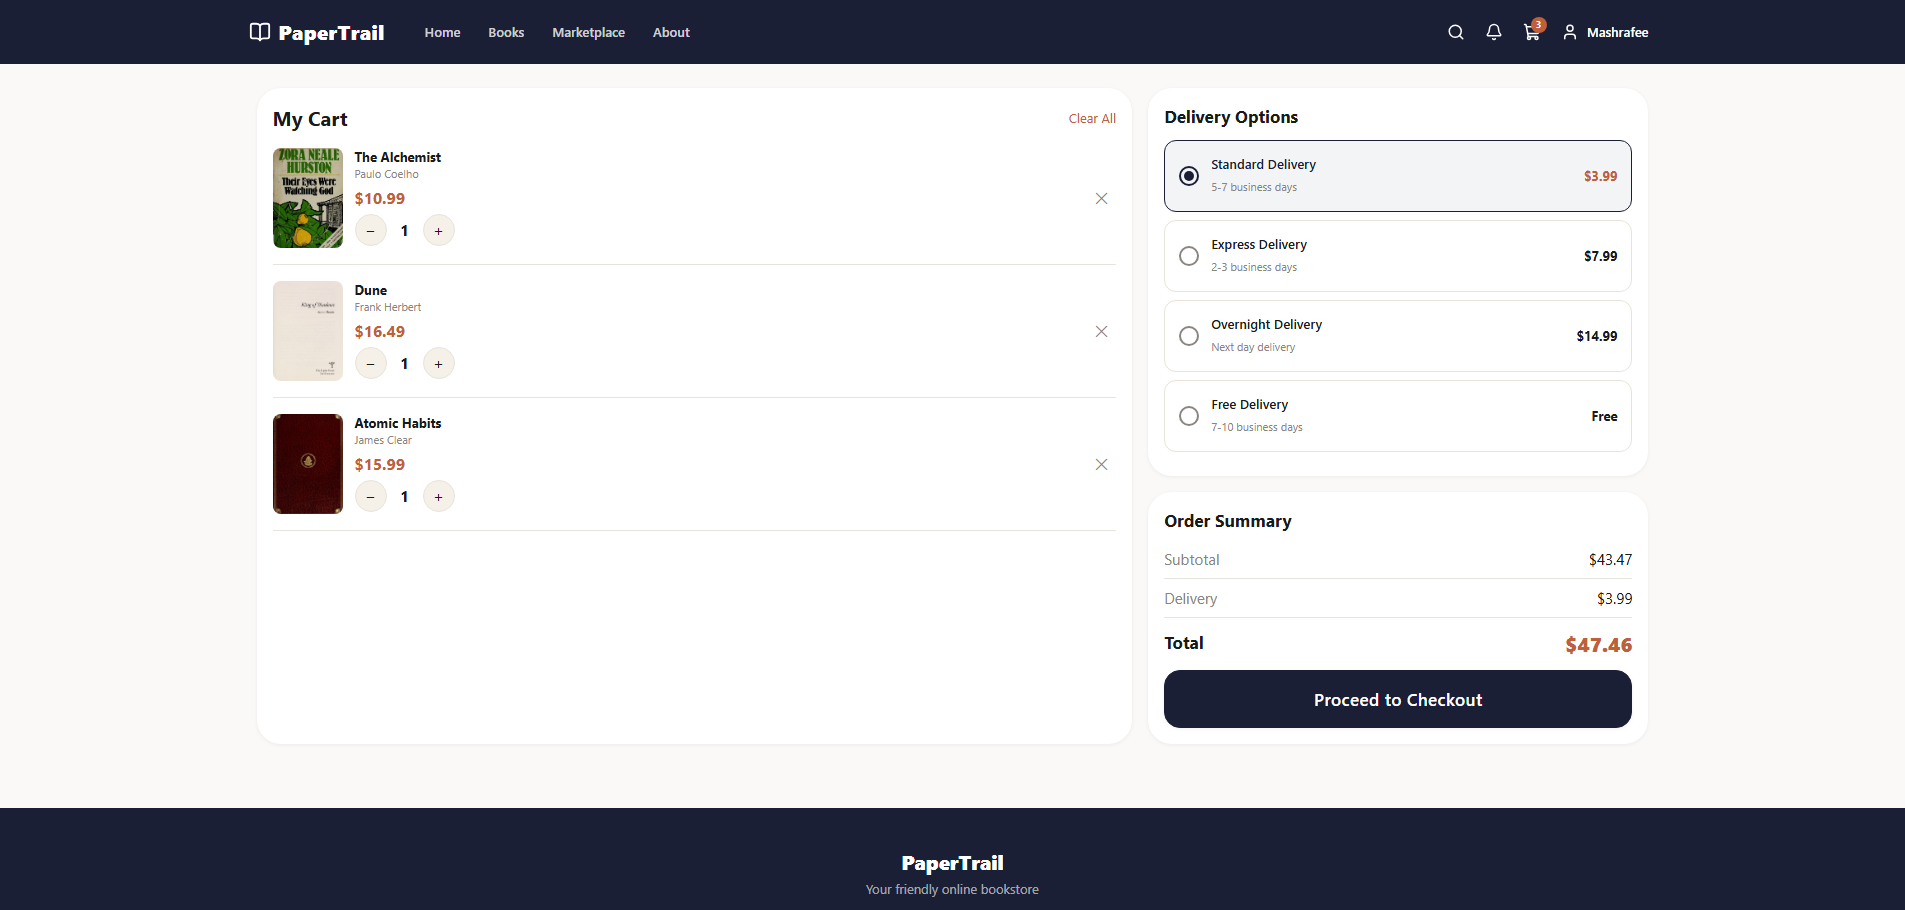 PaperTrail
Home
Books
Marketplace
About
3
Mashrafee
My Cart
Clear All
ZORA NEALE
HURSTON
Their Eyes Were
Watching God
The Alchemist
Paulo Coelho
$10.99
− 1 +
King of Shadows
Dune
Frank Herbert
$16.49
− 1 +
Atomic Habits
James Clear
$15.99
− 1 +
Delivery Options
Standard Delivery
5-7 business days
$3.99
Express Delivery
2-3 business days
$7.99
Overnight Delivery
Next day delivery
$14.99
Free Delivery
7-10 business days
Free
Order Summary
Subtotal
$43.47
Delivery
$3.99
Total
$47.46
Proceed to Checkout
PaperTrail
Your friendly online bookstore